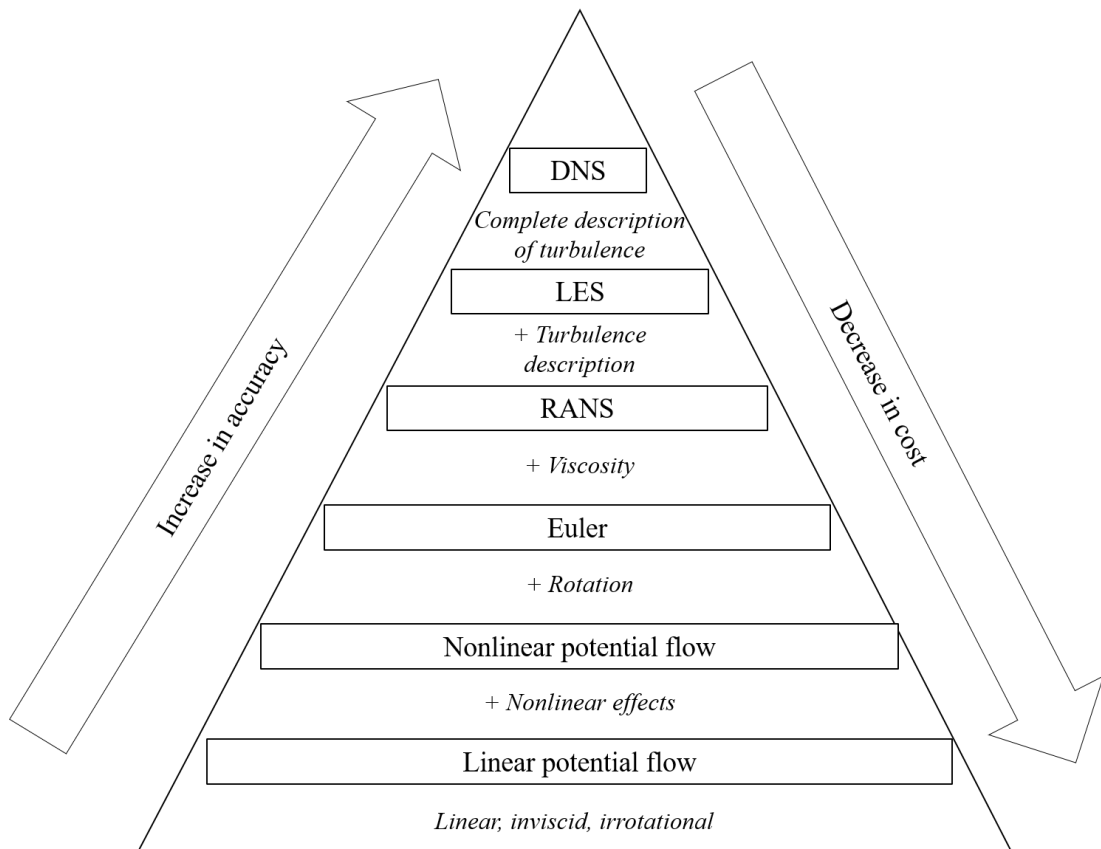 DNS
Complete description
of turbulence
LES
+ Turbulence
description
RANS
+ Viscosity
Euler
+ Rotation
Nonlinear potential flow
+ Nonlinear effects
Linear potential flow
Linear, inviscid, irrotational
Increase in accuracy
Decrease in cost